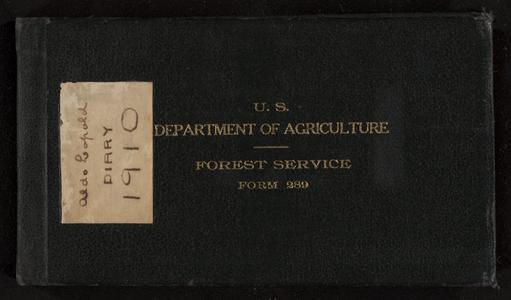 Aldo Leopold
DIARY
1910
U. S.
DEPARTMENT OF AGRICULTURE
FOREST SERVICE
FORM 289